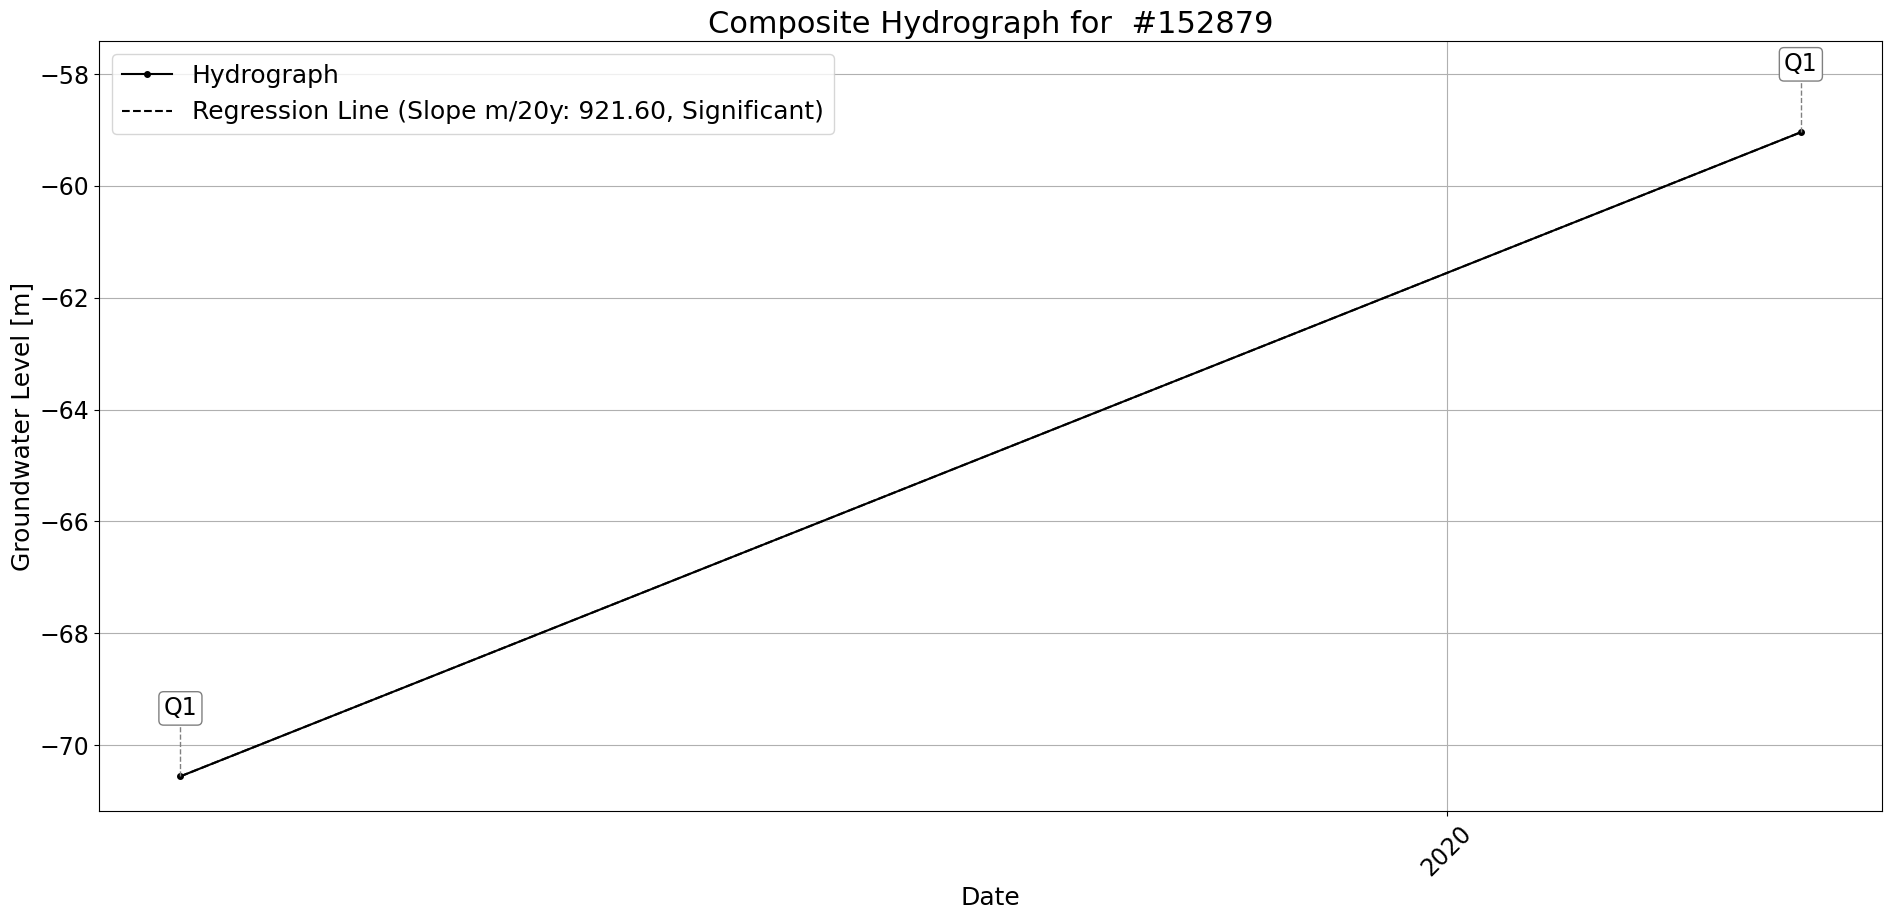 Composite Hydrograph for  #152879
Hydrograph
Regression Line (Slope m/20y: 921.60, Significant)
Q1
Q1
−58
−60
−62
−64
−66
−68
−70
Groundwater Level [m]
2020
Date